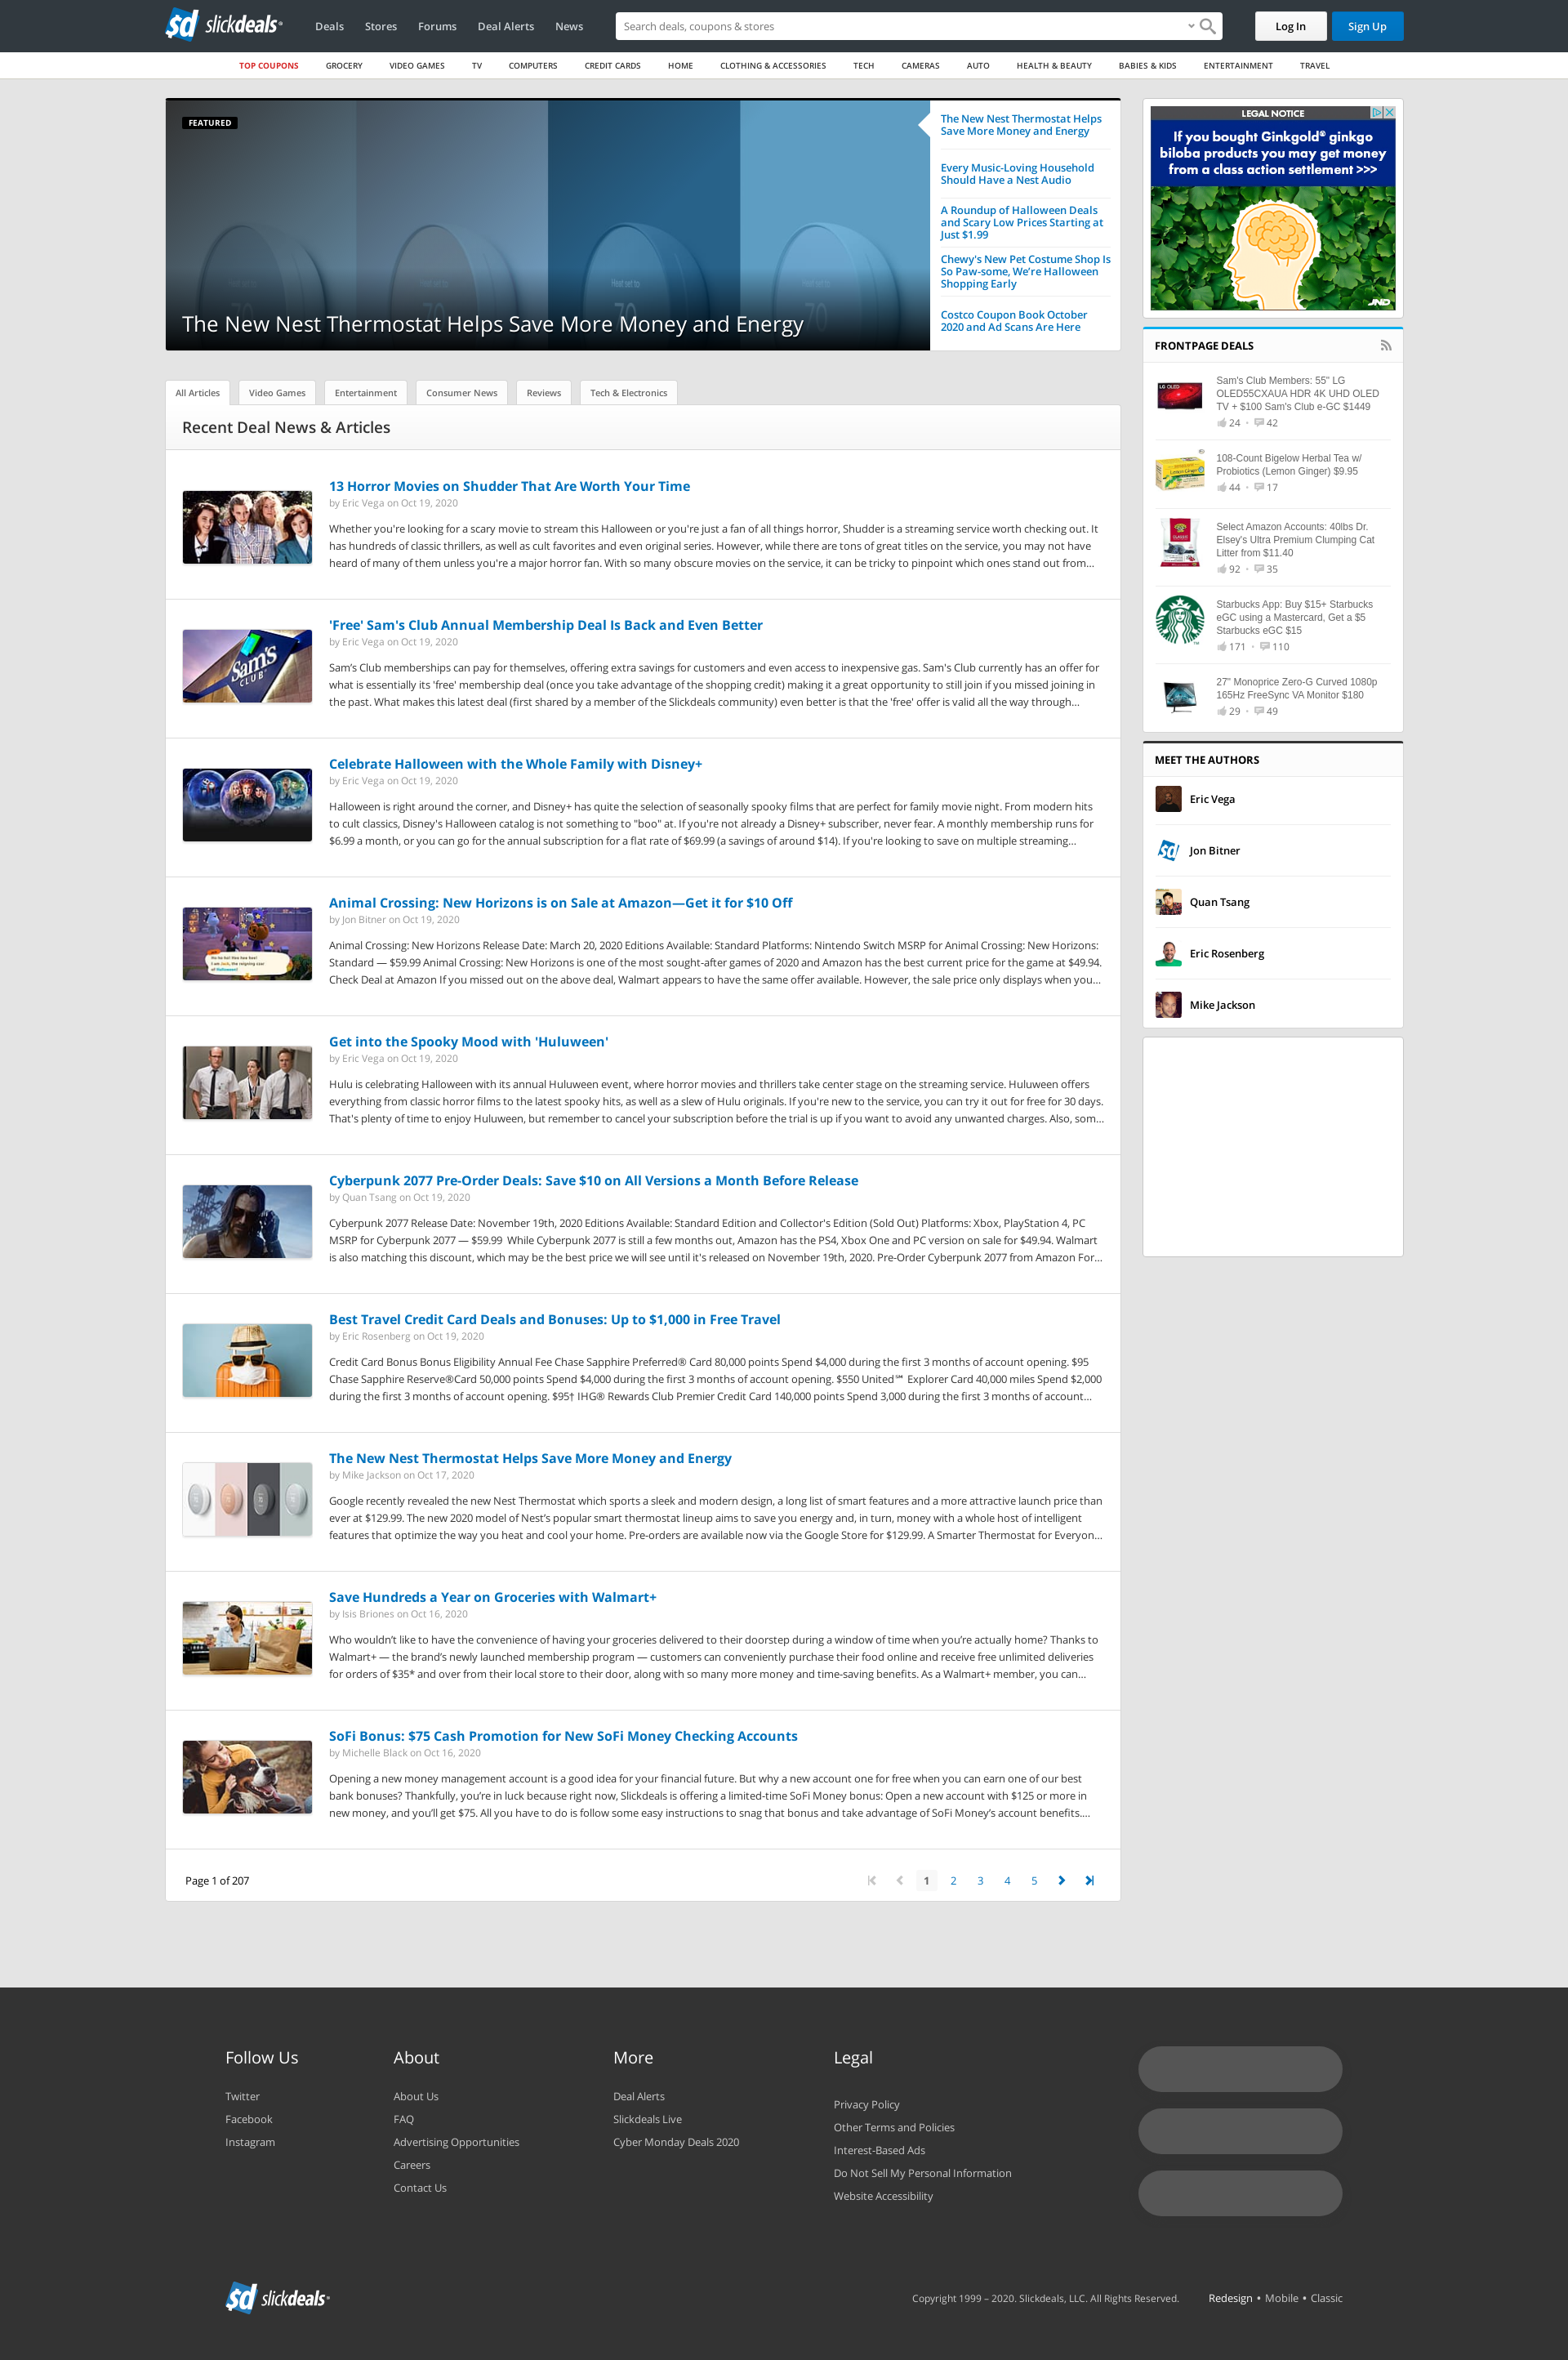 sd slickdeals®
Deals
Stores
Forums
Deal Alerts
News
Search deals, coupons & stores
Log In
Sign Up
TOP COUPONS
GROCERY
VIDEO GAMES
TV
COMPUTERS
CREDIT CARDS
HOME
CLOTHING & ACCESSORIES
TECH
CAMERAS
AUTO
HEALTH & BEAUTY
BABIES & KIDS
ENTERTAINMENT
TRAVEL
FEATURED
Heat set to
70
Heat set to
70
The New Nest Thermostat Helps Save More Money and Energy
The New Nest Thermostat Helps
Save More Money and Energy
Every Music-Loving Household
Should Have a Nest Audio
A Roundup of Halloween Deals
and Scary Low Prices Starting at
Just $1.99
Chewy's New Pet Costume Shop Is
So Paw-some, We’re Halloween
Shopping Early
Costco Coupon Book October
2020 and Ad Scans Are Here
LEGAL NOTICE
If you bought Ginkgold® ginkgo
biloba products you may get money
from a class action settlement >>>
JND
All Articles
Video Games
Entertainment
Consumer News
Reviews
Tech & Electronics
Recent Deal News & Articles
13 Horror Movies on Shudder That Are Worth Your Time
by Eric Vega on Oct 19, 2020
Whether you're looking for a scary movie to stream this Halloween or you're just a fan of all things horror, Shudder is a streaming service worth checking out. It
has hundreds of classic thrillers, as well as cult favorites and even original series. However, while there are tons of great titles on the service, you may not have
heard of many of them unless you're a major horror fan. With so many obscure movies on the service, it can be tricky to pinpoint which ones stand out from...
Sam's
CLUB
'Free' Sam's Club Annual Membership Deal Is Back and Even Better
by Eric Vega on Oct 19, 2020
Sam’s Club memberships can pay for themselves, offering extra savings for customers and even access to inexpensive gas. Sam's Club currently has an offer for
what is essentially its 'free' membership deal (once you take advantage of the shopping credit) making it a great opportunity to still join if you missed joining in
the past. What makes this latest deal (first shared by a member of the Slickdeals community) even better is that the 'free' offer is valid all the way through...
Celebrate Halloween with the Whole Family with Disney+
by Eric Vega on Oct 19, 2020
Halloween is right around the corner, and Disney+ has quite the selection of seasonally spooky films that are perfect for family movie night. From modern hits
to cult classics, Disney's Halloween catalog is not something to "boo" at. If you're not already a Disney+ subscriber, never fear. A monthly membership runs for
$6.99 a month, or you can go for the annual subscription for a flat rate of $69.99 (a savings of around $14). If you're looking to save on multiple streaming...
Animal Crossing: New Horizons is on Sale at Amazon—Get it for $10 Off
by Jon Bitner on Oct 19, 2020
Animal Crossing: New Horizons Release Date: March 20, 2020 Editions Available: Standard Platforms: Nintendo Switch MSRP for Animal Crossing: New Horizons:
Standard — $59.99 Animal Crossing: New Horizons is one of the most sought-after games of 2020 and Amazon has the best current price for the game at $49.94.
Check Deal at Amazon If you missed out on the above deal, Walmart appears to have the same offer available. However, the sale price only displays when you...
Get into the Spooky Mood with 'Huluween'
by Eric Vega on Oct 19, 2020
Hulu is celebrating Halloween with its annual Huluween event, where horror movies and thrillers take center stage on the streaming service. Huluween offers
everything from classic horror films to the latest spooky hits, as well as a slew of Hulu originals. If you're new to the service, you can try it out for free for 30 days.
That's plenty of time to enjoy Huluween, but remember to cancel your subscription before the trial is up if you want to avoid any unwanted charges. Also, som...
Cyberpunk 2077 Pre-Order Deals: Save $10 on All Versions a Month Before Release
by Quan Tsang on Oct 19, 2020
Cyberpunk 2077 Release Date: November 19th, 2020 Editions Available: Standard Edition and Collector's Edition (Sold Out) Platforms: Xbox, PlayStation 4, PC
MSRP for Cyberpunk 2077 — $59.99  While Cyberpunk 2077 is still a few months out, Amazon has the PS4, Xbox One and PC version on sale for $49.94. Walmart
is also matching this discount, which may be the best price we will see until it's released on November 19th, 2020. Pre-Order Cyberpunk 2077 from Amazon For...
Best Travel Credit Card Deals and Bonuses: Up to $1,000 in Free Travel
by Eric Rosenberg on Oct 19, 2020
Credit Card Bonus Bonus Eligibility Annual Fee Chase Sapphire Preferred® Card 80,000 points Spend $4,000 during the first 3 months of account opening. $95
Chase Sapphire Reserve®Card 50,000 points Spend $4,000 during the first 3 months of account opening. $550 United℠ Explorer Card 40,000 miles Spend $2,000
during the first 3 months of account opening. $95† IHG® Rewards Club Premier Credit Card 140,000 points Spend 3,000 during the first 3 months of account...
The New Nest Thermostat Helps Save More Money and Energy
by Mike Jackson on Oct 17, 2020
Google recently revealed the new Nest Thermostat which sports a sleek and modern design, a long list of smart features and a more attractive launch price than
ever at $129.99. The new 2020 model of Nest’s popular smart thermostat lineup aims to save you energy and, in turn, money with a whole host of intelligent
features that optimize the way you heat and cool your home. Pre-orders are available now via the Google Store for $129.99. A Smarter Thermostat for Everyon...
Save Hundreds a Year on Groceries with Walmart+
by Isis Briones on Oct 16, 2020
Who wouldn’t like to have the convenience of having your groceries delivered to their doorstep during a window of time when you’re actually home? Thanks to
Walmart+ — the brand’s newly launched membership program — customers can conveniently purchase their food online and receive free unlimited deliveries
for orders of $35* and over from their local store to their door, along with so many more money and time-saving benefits. As a Walmart+ member, you can...
SoFi Bonus: $75 Cash Promotion for New SoFi Money Checking Accounts
by Michelle Black on Oct 16, 2020
Opening a new money management account is a good idea for your financial future. But why a new account one for free when you can earn one of our best
bank bonuses? Thankfully, you’re in luck because right now, Slickdeals is offering a limited-time SoFi Money bonus: Open a new account with $125 or more in
new money, and you’ll get $75. All you have to do is follow some easy instructions to snag that bonus and take advantage of SoFi Money’s account benefits....
Page 1 of 207
1
2
3
4
5
FRONTPAGE DEALS
LG OLED
Sam's Club Members: 55" LG
OLED55CXAUA HDR 4K UHD OLED
TV + $100 Sam's Club e-GC $1449
24 • 42
108-Count Bigelow Herbal Tea w/
Probiotics (Lemon Ginger) $9.95
44 • 17
Select Amazon Accounts: 40lbs Dr.
Elsey's Ultra Premium Clumping Cat
Litter from $11.40
92 • 35
Starbucks App: Buy $15+ Starbucks
eGC using a Mastercard, Get a $5
Starbucks eGC $15
171 • 110
27" Monoprice Zero-G Curved 1080p
165Hz FreeSync VA Monitor $180
29 • 49
MEET THE AUTHORS
Eric Vega
sd
Jon Bitner
Quan Tsang
Eric Rosenberg
Mike Jackson
Follow Us
Twitter
Facebook
Instagram
About
About Us
FAQ
Advertising Opportunities
Careers
Contact Us
More
Deal Alerts
Slickdeals Live
Cyber Monday Deals 2020
Legal
Privacy Policy
Other Terms and Policies
Interest-Based Ads
Do Not Sell My Personal Information
Website Accessibility
sd slickdeals®
Copyright 1999 – 2020. Slickdeals, LLC. All Rights Reserved.
Redesign • Mobile • Classic